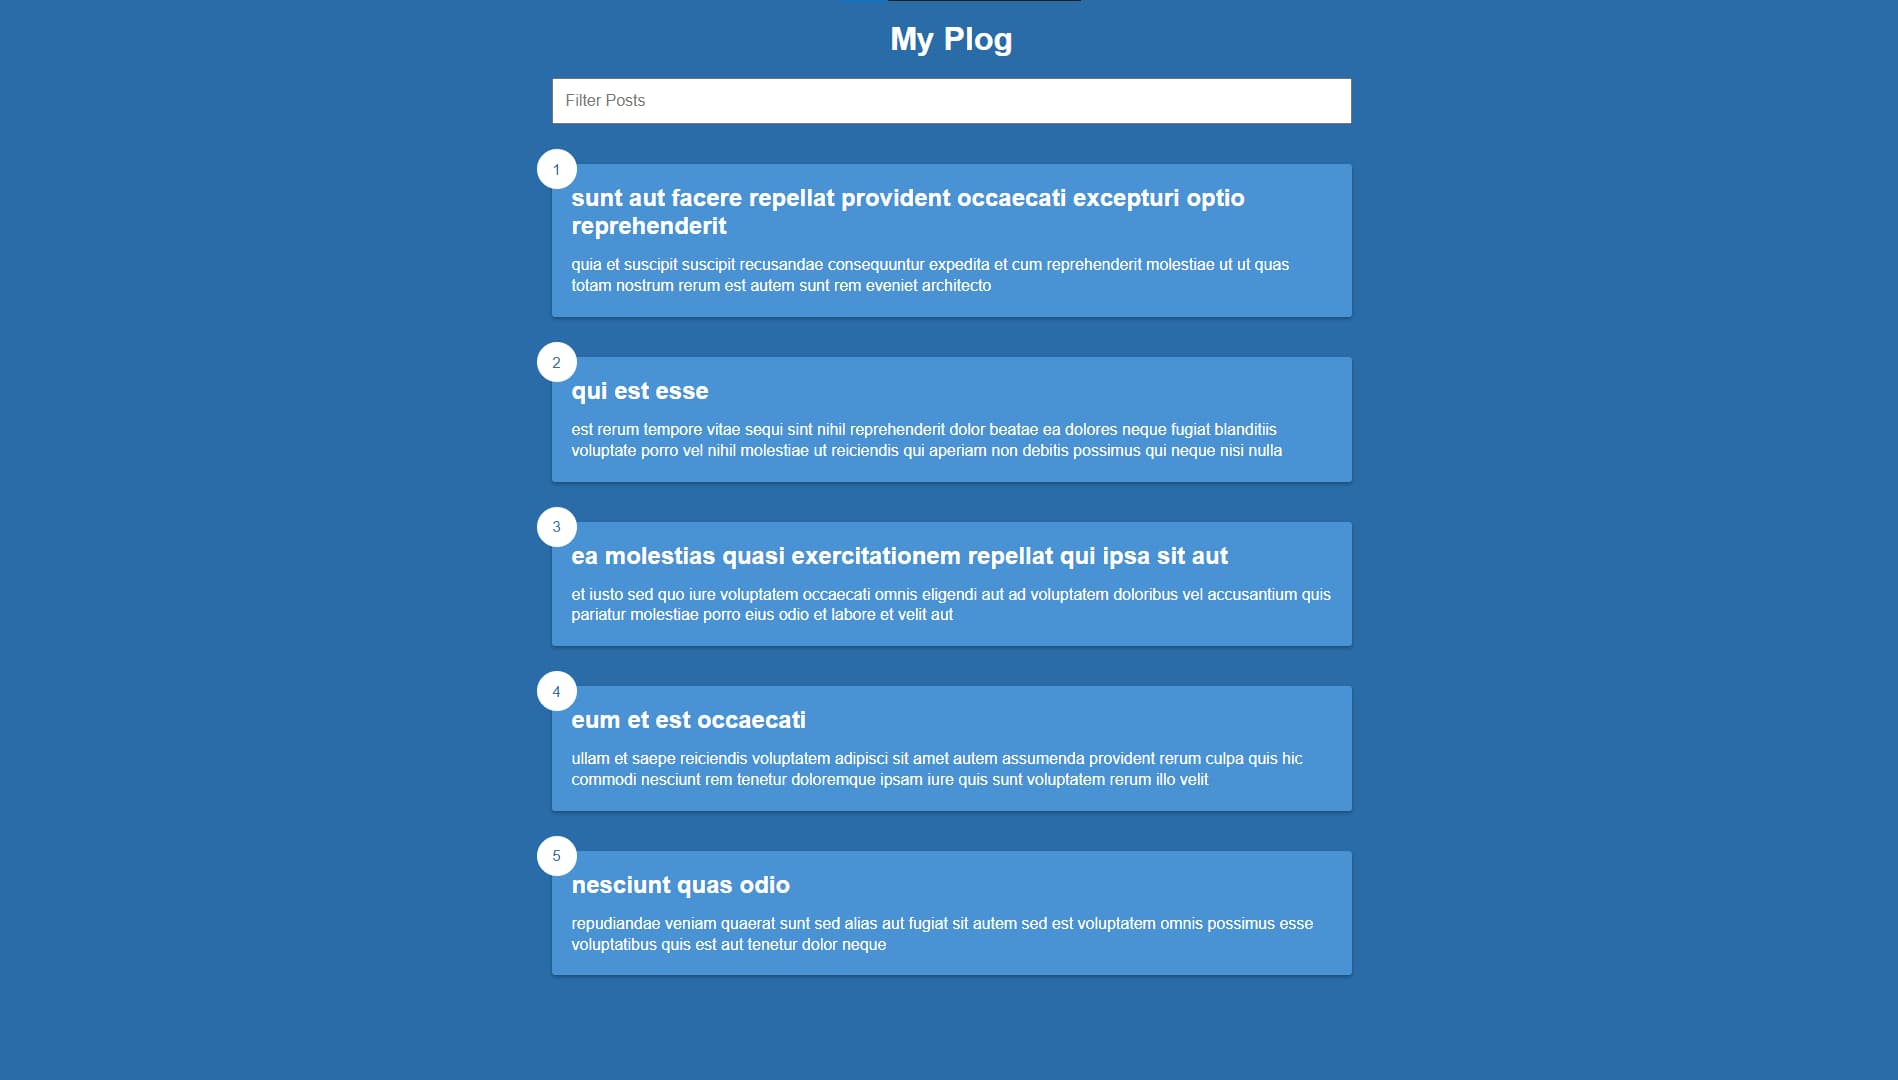 My Plog
Filter Posts
1
sunt aut facere repellat provident occaecati excepturi optio
reprehenderit
quia et suscipit suscipit recusandae consequuntur expedita et cum reprehenderit molestiae ut ut quas
totam nostrum rerum est autem sunt rem eveniet architecto
2
qui est esse
est rerum tempore vitae sequi sint nihil reprehenderit dolor beatae ea dolores neque fugiat blanditiis
voluptate porro vel nihil molestiae ut reiciendis qui aperiam non debitis possimus qui neque nisi nulla
3
ea molestias quasi exercitationem repellat qui ipsa sit aut
et iusto sed quo iure voluptatem occaecati omnis eligendi aut ad voluptatem doloribus vel accusantium quis
pariatur molestiae porro eius odio et labore et velit aut
4
eum et est occaecati
ullam et saepe reiciendis voluptatem adipisci sit amet autem assumenda provident rerum culpa quis hic
commodi nesciunt rem tenetur doloremque ipsam iure quis sunt voluptatem rerum illo velit
5
nesciunt quas odio
repudiandae veniam quaerat sunt sed alias aut fugiat sit autem sed est voluptatem omnis possimus esse
voluptatibus quis est aut tenetur dolor neque